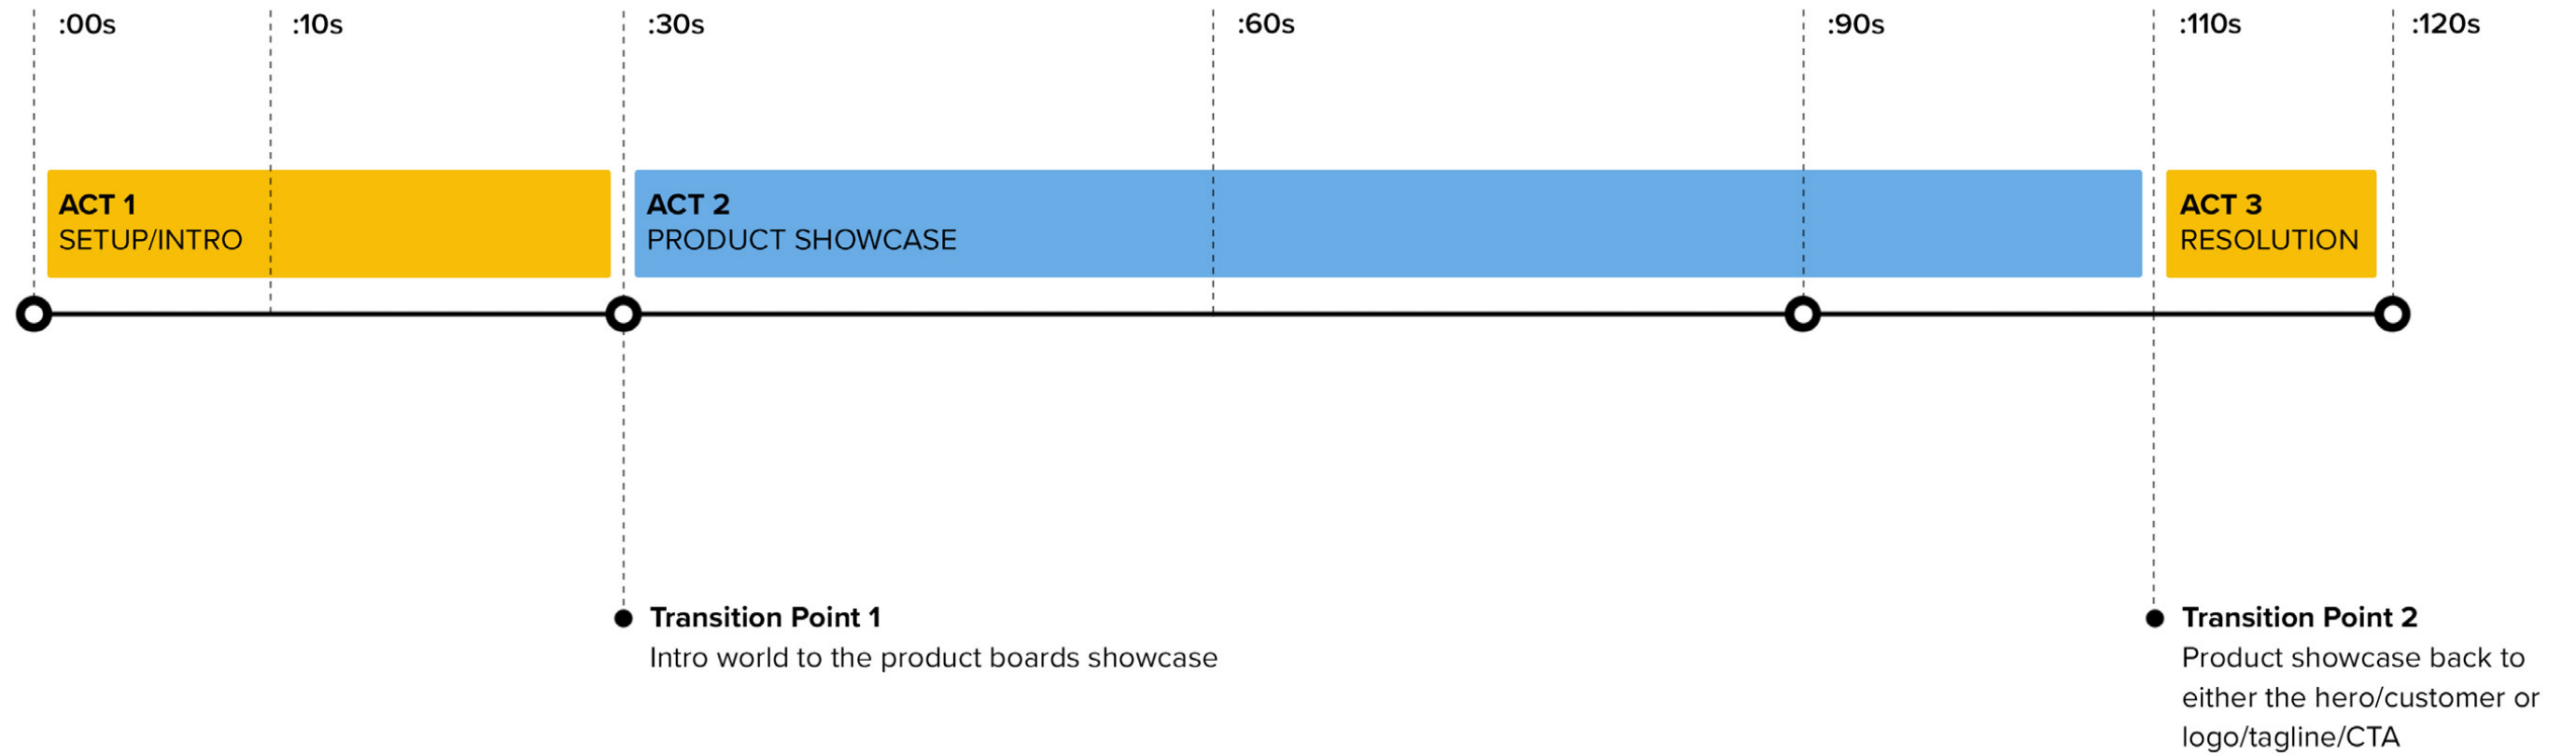 :00s
:10s
:30s
:60s
:90s
:110s
:120s
ACT 1
SETUP/INTRO
ACT 2
PRODUCT SHOWCASE
ACT 3
RESOLUTION
Transition Point 1
Intro world to the product boards showcase
Transition Point 2
Product showcase back to
either the hero/customer or
logo/tagline/CTA